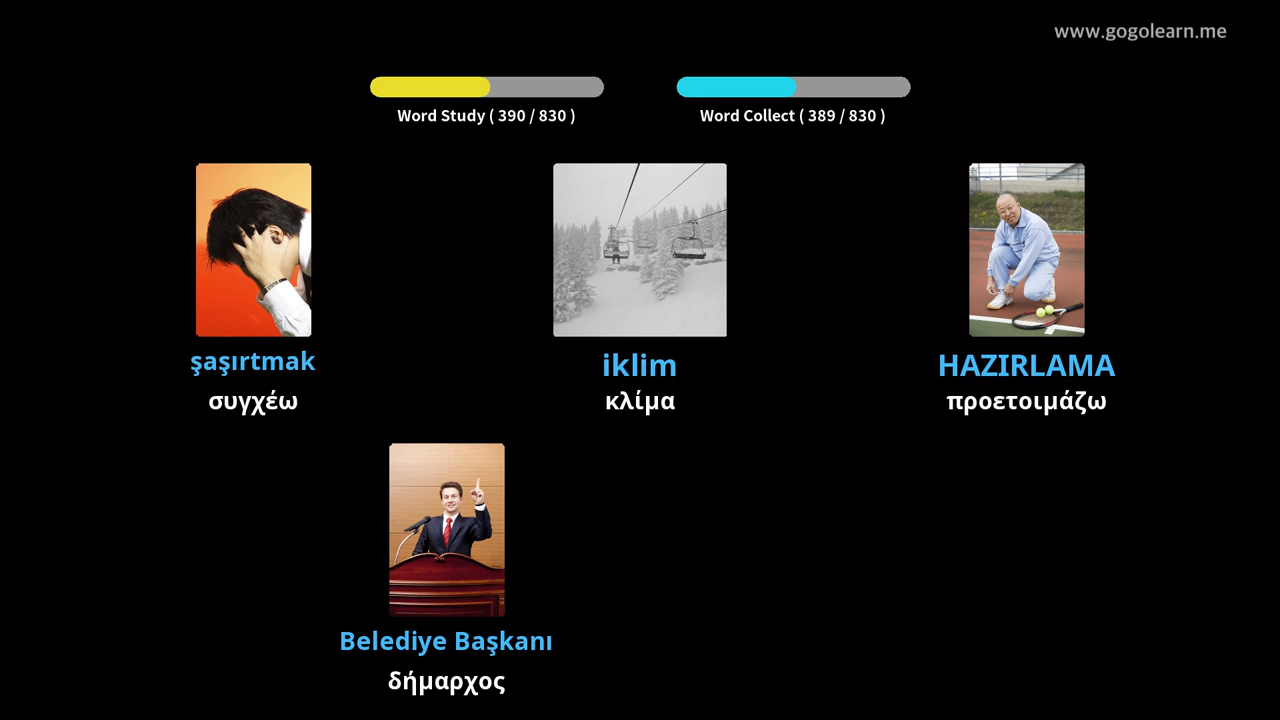 www.gogolearn.me
Word Study ( 390 / 830 )
Word Collect ( 389 / 830 )
şaşırtmak
συγχέω
iklim
κλίμα
HAZIRLAMA
προετοιμάζω
Belediye Başkanı
δήμαρχος